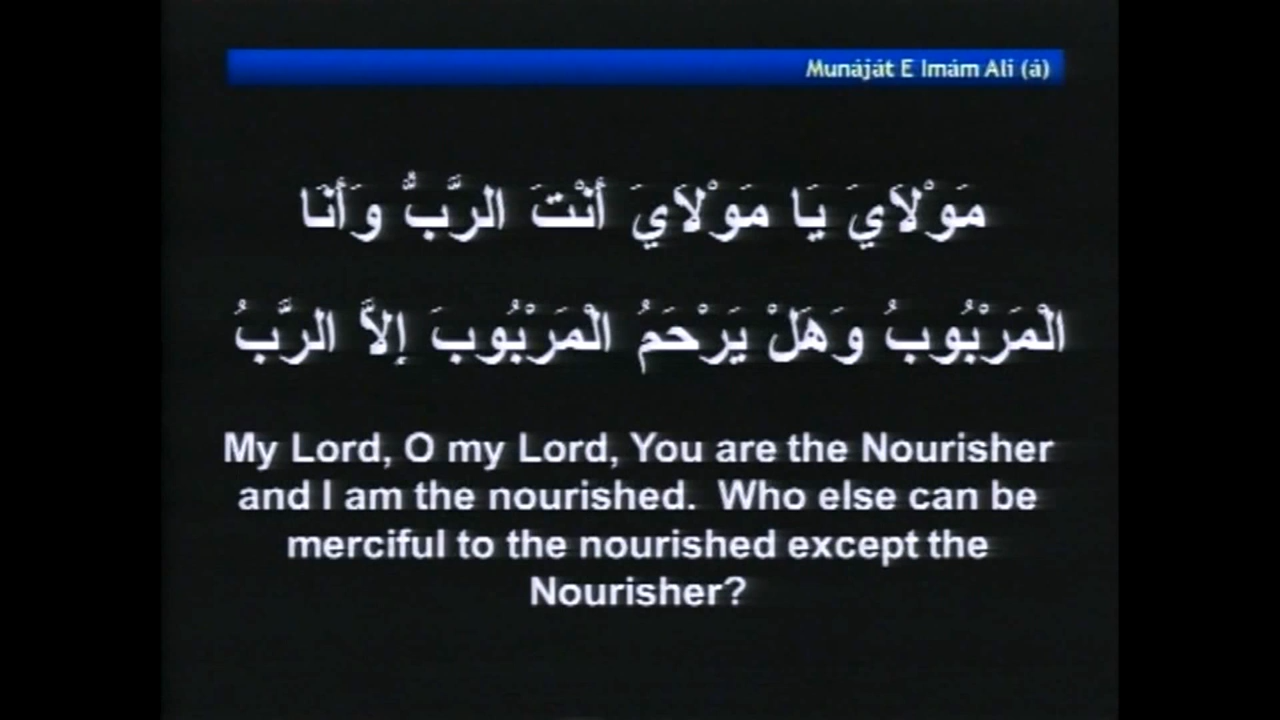 Munáját E Imám Ali (á)
مَوْلاَيَ يَا مَوْلاَيَ أَنْتَ الرَّبُّ وَأَنَا
الْمَرْبُوبُ وَهَلْ يَرْحَمُ الْمَرْبُوبَ إِلاَّ الرَّبُ
My Lord, O my Lord, You are the Nourisher
and I am the nourished. Who else can be
merciful to the nourished except the
Nourisher?